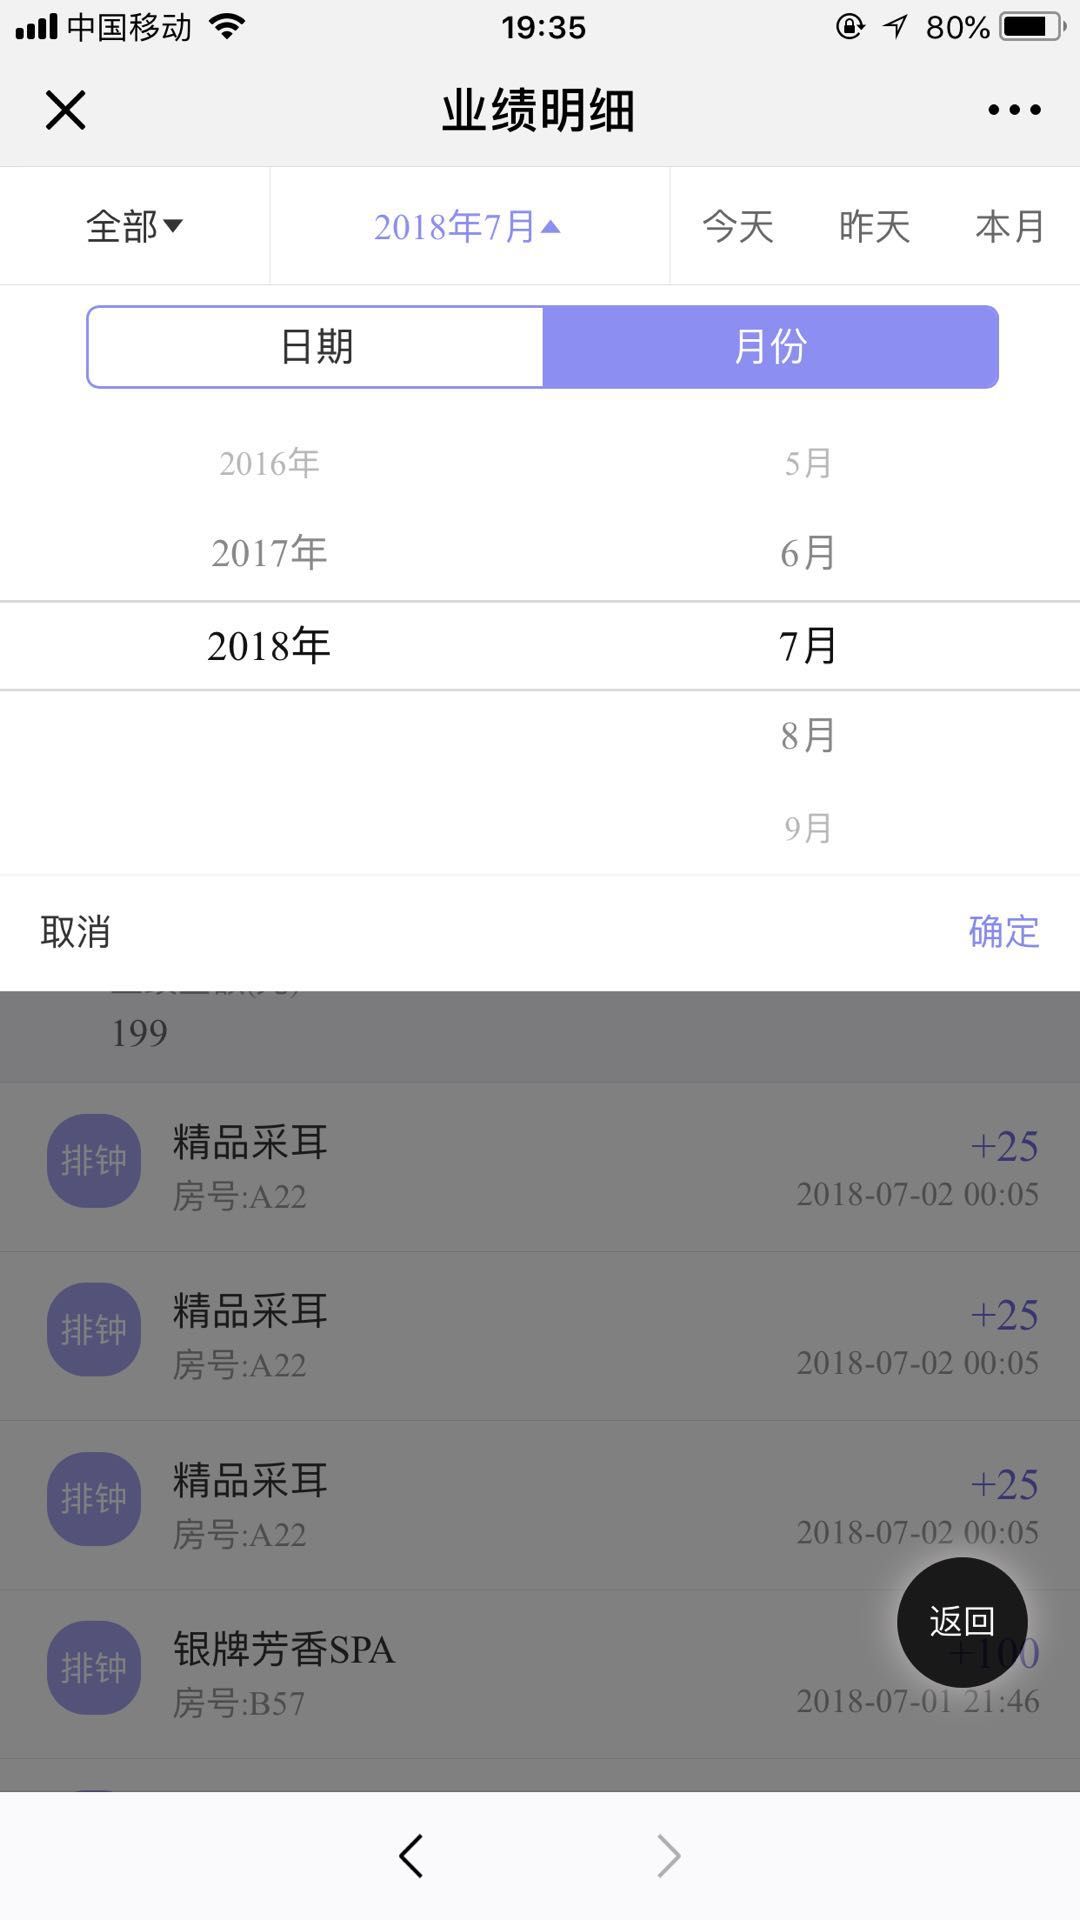 中国移动 19:35 80%
业绩明细
全部 2018年7月 今天 昨天 本月
日期 月份
2016年 5月
2017年 6月
2018年 7月
8月
9月
取消 确定
199
排钟 精品采耳 +25
房号:A22 2018-07-02 00:05
排钟 精品采耳 +25
房号:A22 2018-07-02 00:05
排钟 精品采耳 +25
房号:A22 2018-07-02 00:05
返回
排钟 银牌芳香SPA +100
房号:B57 2018-07-01 21:46